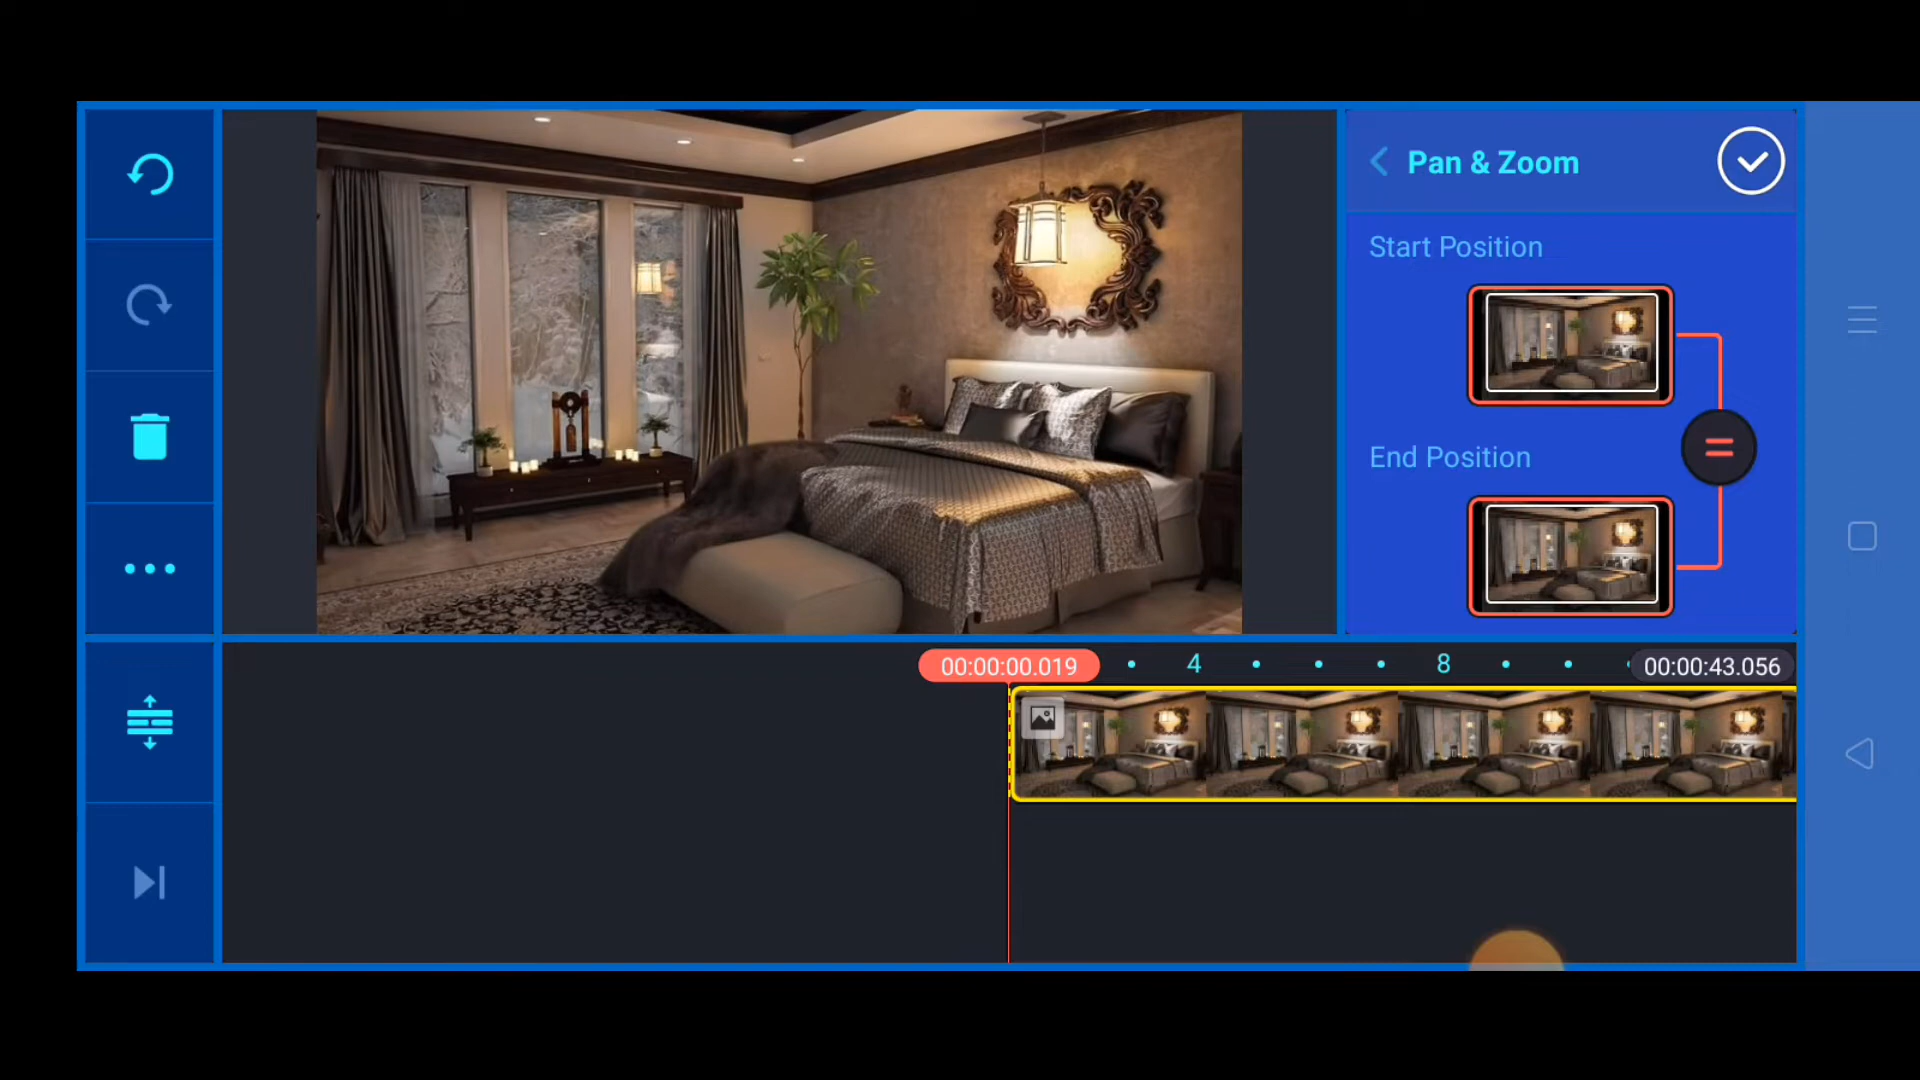 Pan & Zoom
Start Position
End Position
00:00:00.019
4
8
00:00:43.056